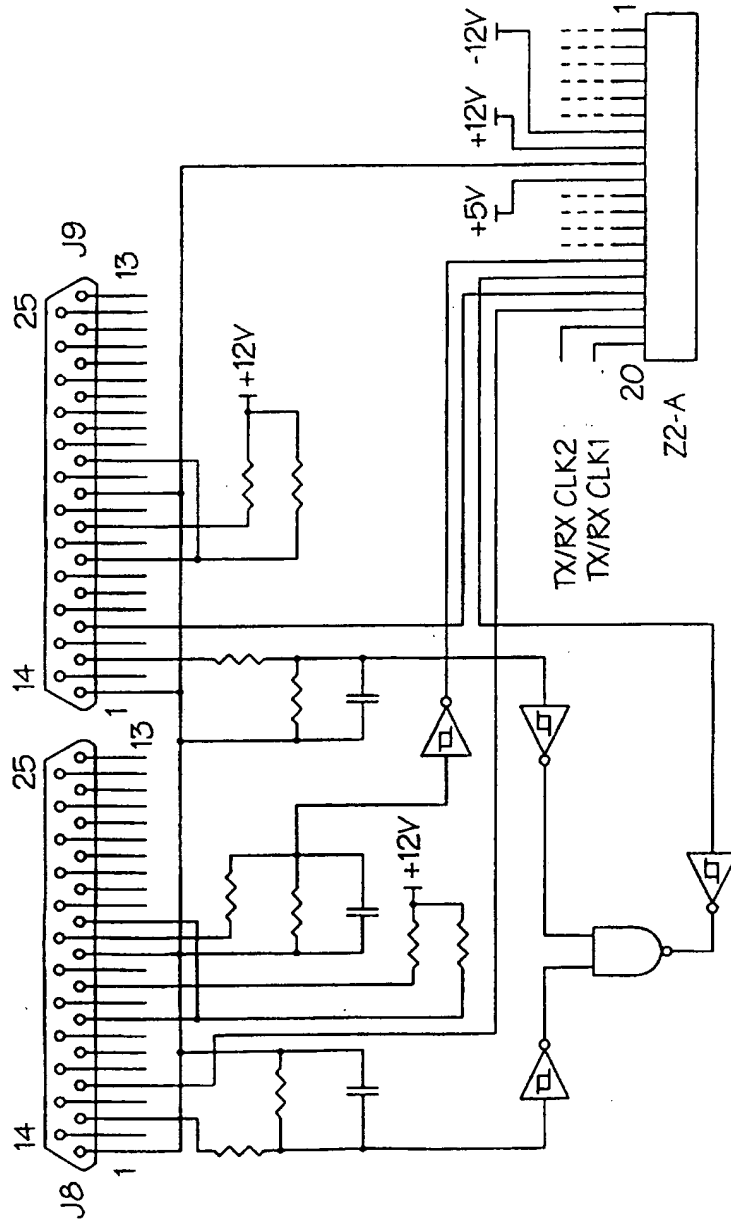 J8
14
25
1
13
J9
14
25
1
13
+12V
+12V
TX/RX CLK2
TX/RX CLK1
+5V
+12V
-12V
20
1
Z2-A